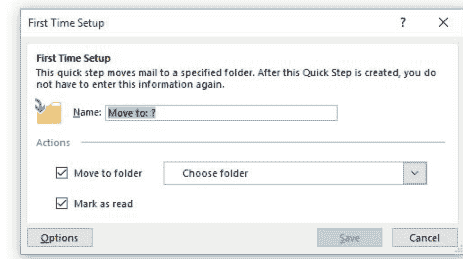 First Time Setup ? X
First Time Setup
This quick step moves mail to a specified folder. After this Quick Step is created, you do
not have to enter this information again.
Name: Move to: ?
Actions
Move to folder Choose folder
Mark as read
Options Save Cancel